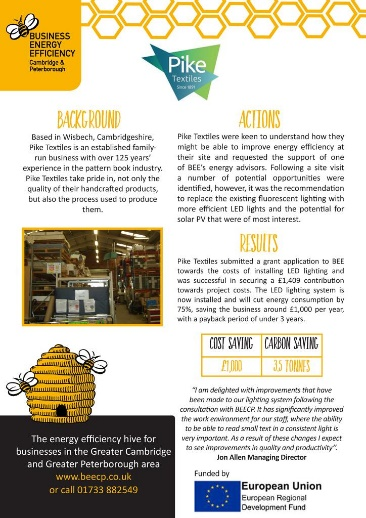 BUSINESS
ENERGY
EFFICIENCY
Cambridge &
Peterborough
Pike
Textiles
Since 1891
BACKGROUND
Based in Wisbech, Cambridgeshire,
Pike Textiles is an established family-
run business with over 125 years'
experience in the pattern book industry.
Pike Textiles take pride in, not only the
quality of their handcrafted products,
but also the process used to produce
them.
ACTIONS
Pike Textiles were keen to understand how they
might be able to improve energy efficiency at
their site and requested the support of one
of BEE's energy advisors. Following a site visit
a number of potential opportunities were
identified, however, it was the recommendation
to replace the existing fluorescent lighting with
more efficient LED lights and the potential for
solar PV that were of most interest.
RESULTS
Pike Textiles submitted a grant application to BEE
towards the costs of installing LED lighting and
was successful in securing a £1,409 contribution
towards project costs. The LED lighting system is
now installed and will cut energy consumption by
75%, saving the business around £1,000 per year,
with a payback period of under 3 years.
COST SAVING CARBON SAVING
£1,000 3.5 TONNES
"I am delighted with improvements that have
been made to our lighting system following the
consultation with BEECP. It has significantly improved
the work environment for our staff, where the ability
to be able to read small text in a consistent light is
very important. As a result of these changes I expect
to see improvements in quality and productivity".
Jon Allen Managing Director
The energy efficiency hive for
businesses in the Greater Cambridge
and Greater Peterborough area
www.beecp.co.uk
or call 01733 882549
Funded by
European Union
European Regional
Development Fund